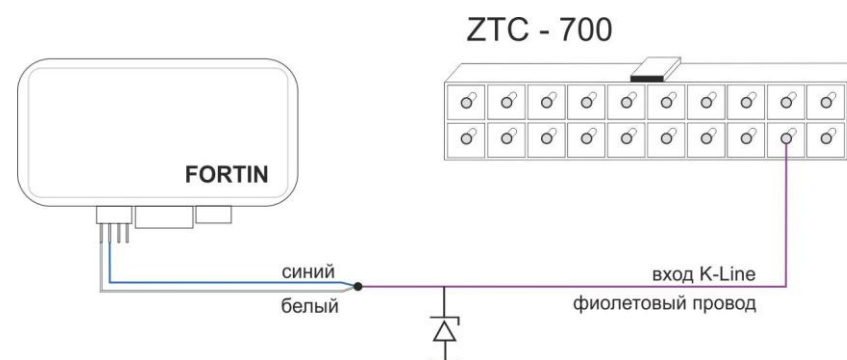 ZTC - 700
FORTIN
синий
белый
вход K-Line
фиолетовый провод